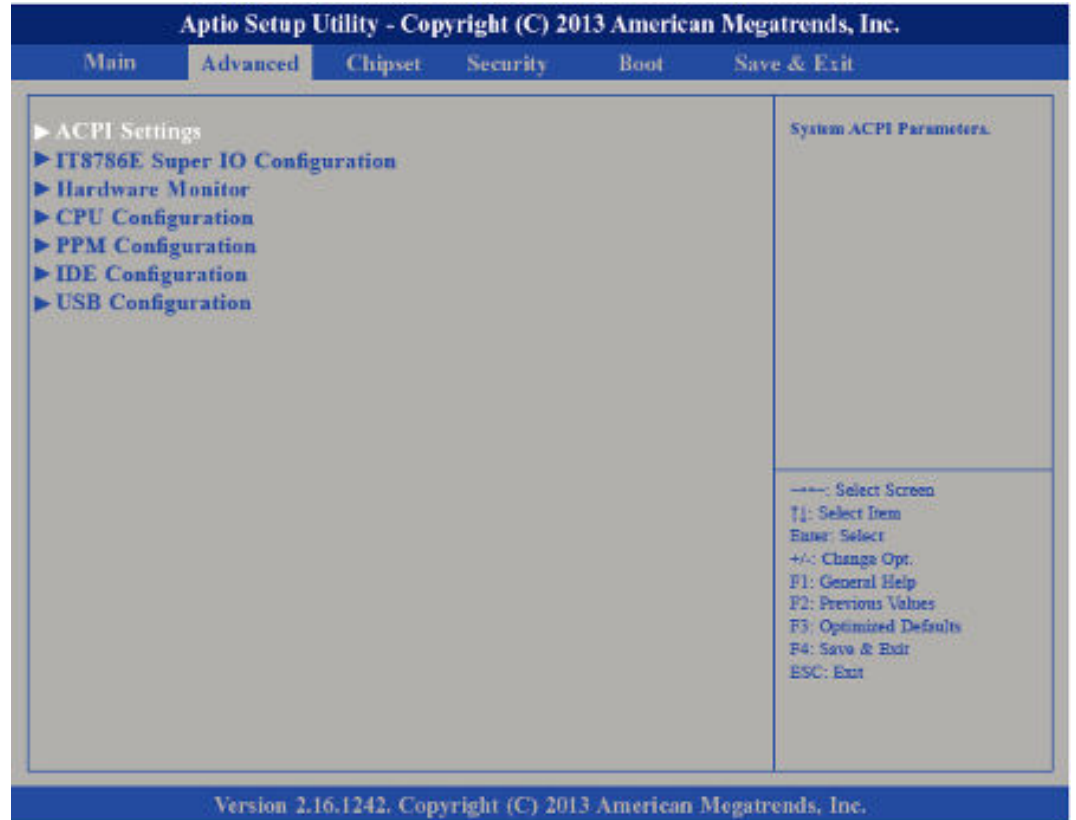 Aptio Setup Utility - Copyright (C) 2013 American Megatrends, Inc.
Main Advanced Chipset Security Boot Save & Exit
▶ ACPI Settings
▶ IT8786E Super IO Configuration
▶ Hardware Monitor
▶ CPU Configuration
▶ PPM Configuration
▶ IDE Configuration
▶ USB Configuration
System ACPI Parameters.
→←: Select Screen
↑↓: Select Item
Enter: Select
+/-: Change Opt.
F1: General Help
F2: Previous Values
F3: Optimized Defaults
F4: Save & Exit
ESC: Exit
Version 2.16.1242. Copyright (C) 2013 American Megatrends, Inc.